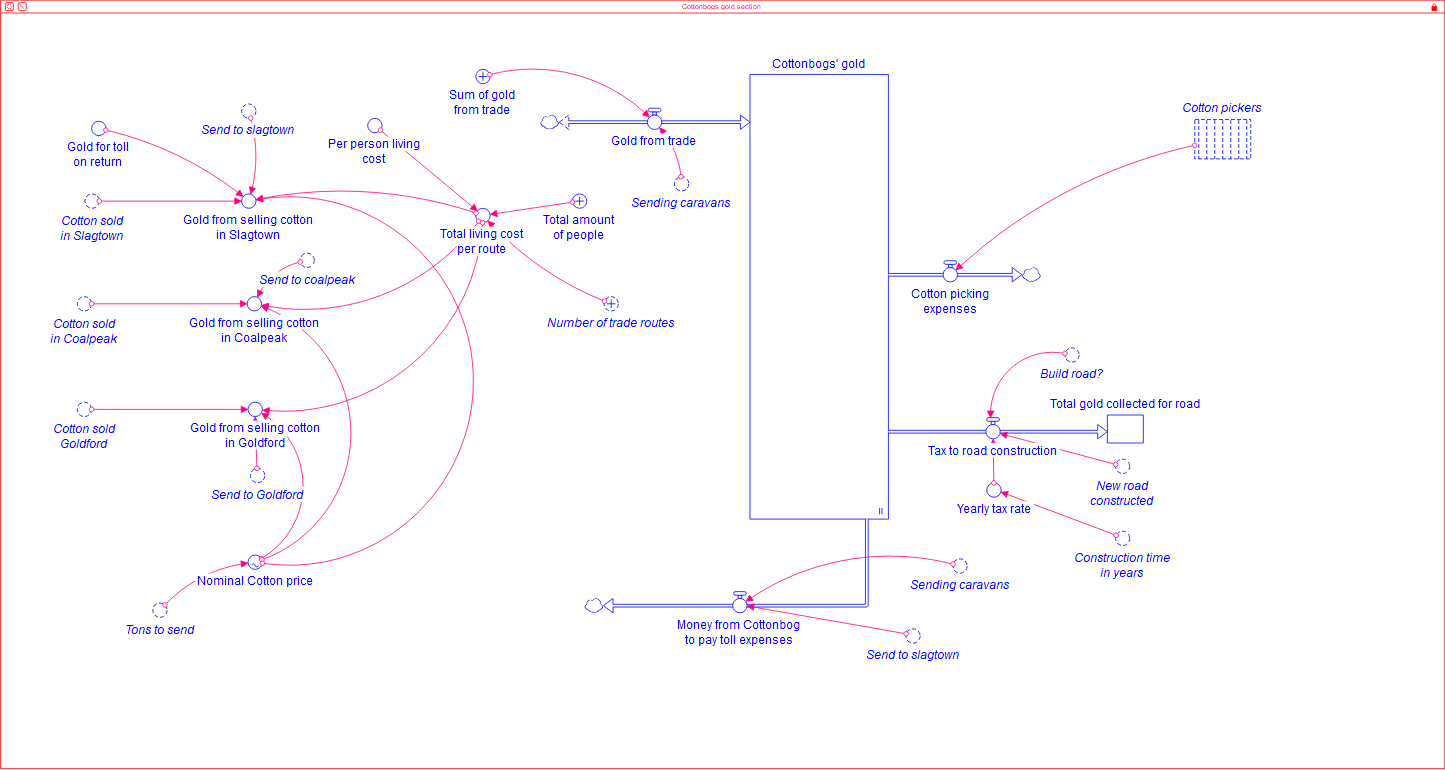 Cottonbogs gold section
Cottonbogs' gold
Sum of gold
from trade
Cotton pickers
Send to slagtown
Gold for toll
on return
Per person living
cost
Gold from trade
Sending caravans
Cotton sold
in Slagtown
Gold from selling cotton
in Slagtown
Total living cost
per route
Total amount
of people
Send to coalpeak
Cotton picking
expenses
Cotton sold
in Coalpeak
Gold from selling cotton
in Coalpeak
Number of trade routes
Build road?
Total gold collected for road
Cotton sold
Goldford
Gold from selling cotton
in Goldford
Tax to road construction
Send to Goldford
New road
constructed
Yearly tax rate
Construction time
in years
Nominal Cotton price
Sending caravans
Tons to send
Money from Cottonbog
to pay toll expenses
Send to slagtown